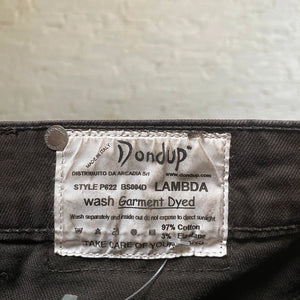 MADE IN ITALY
Dondup
DISTRIBUITO DA ARCADIA Srl www.dondup.com
STYLE P622 BS004D LAMBDA
wash Garment Dyed
Wash separately and inside out do not expose to direct sunlight
97% Cotton
3%
TAKE CARE OF